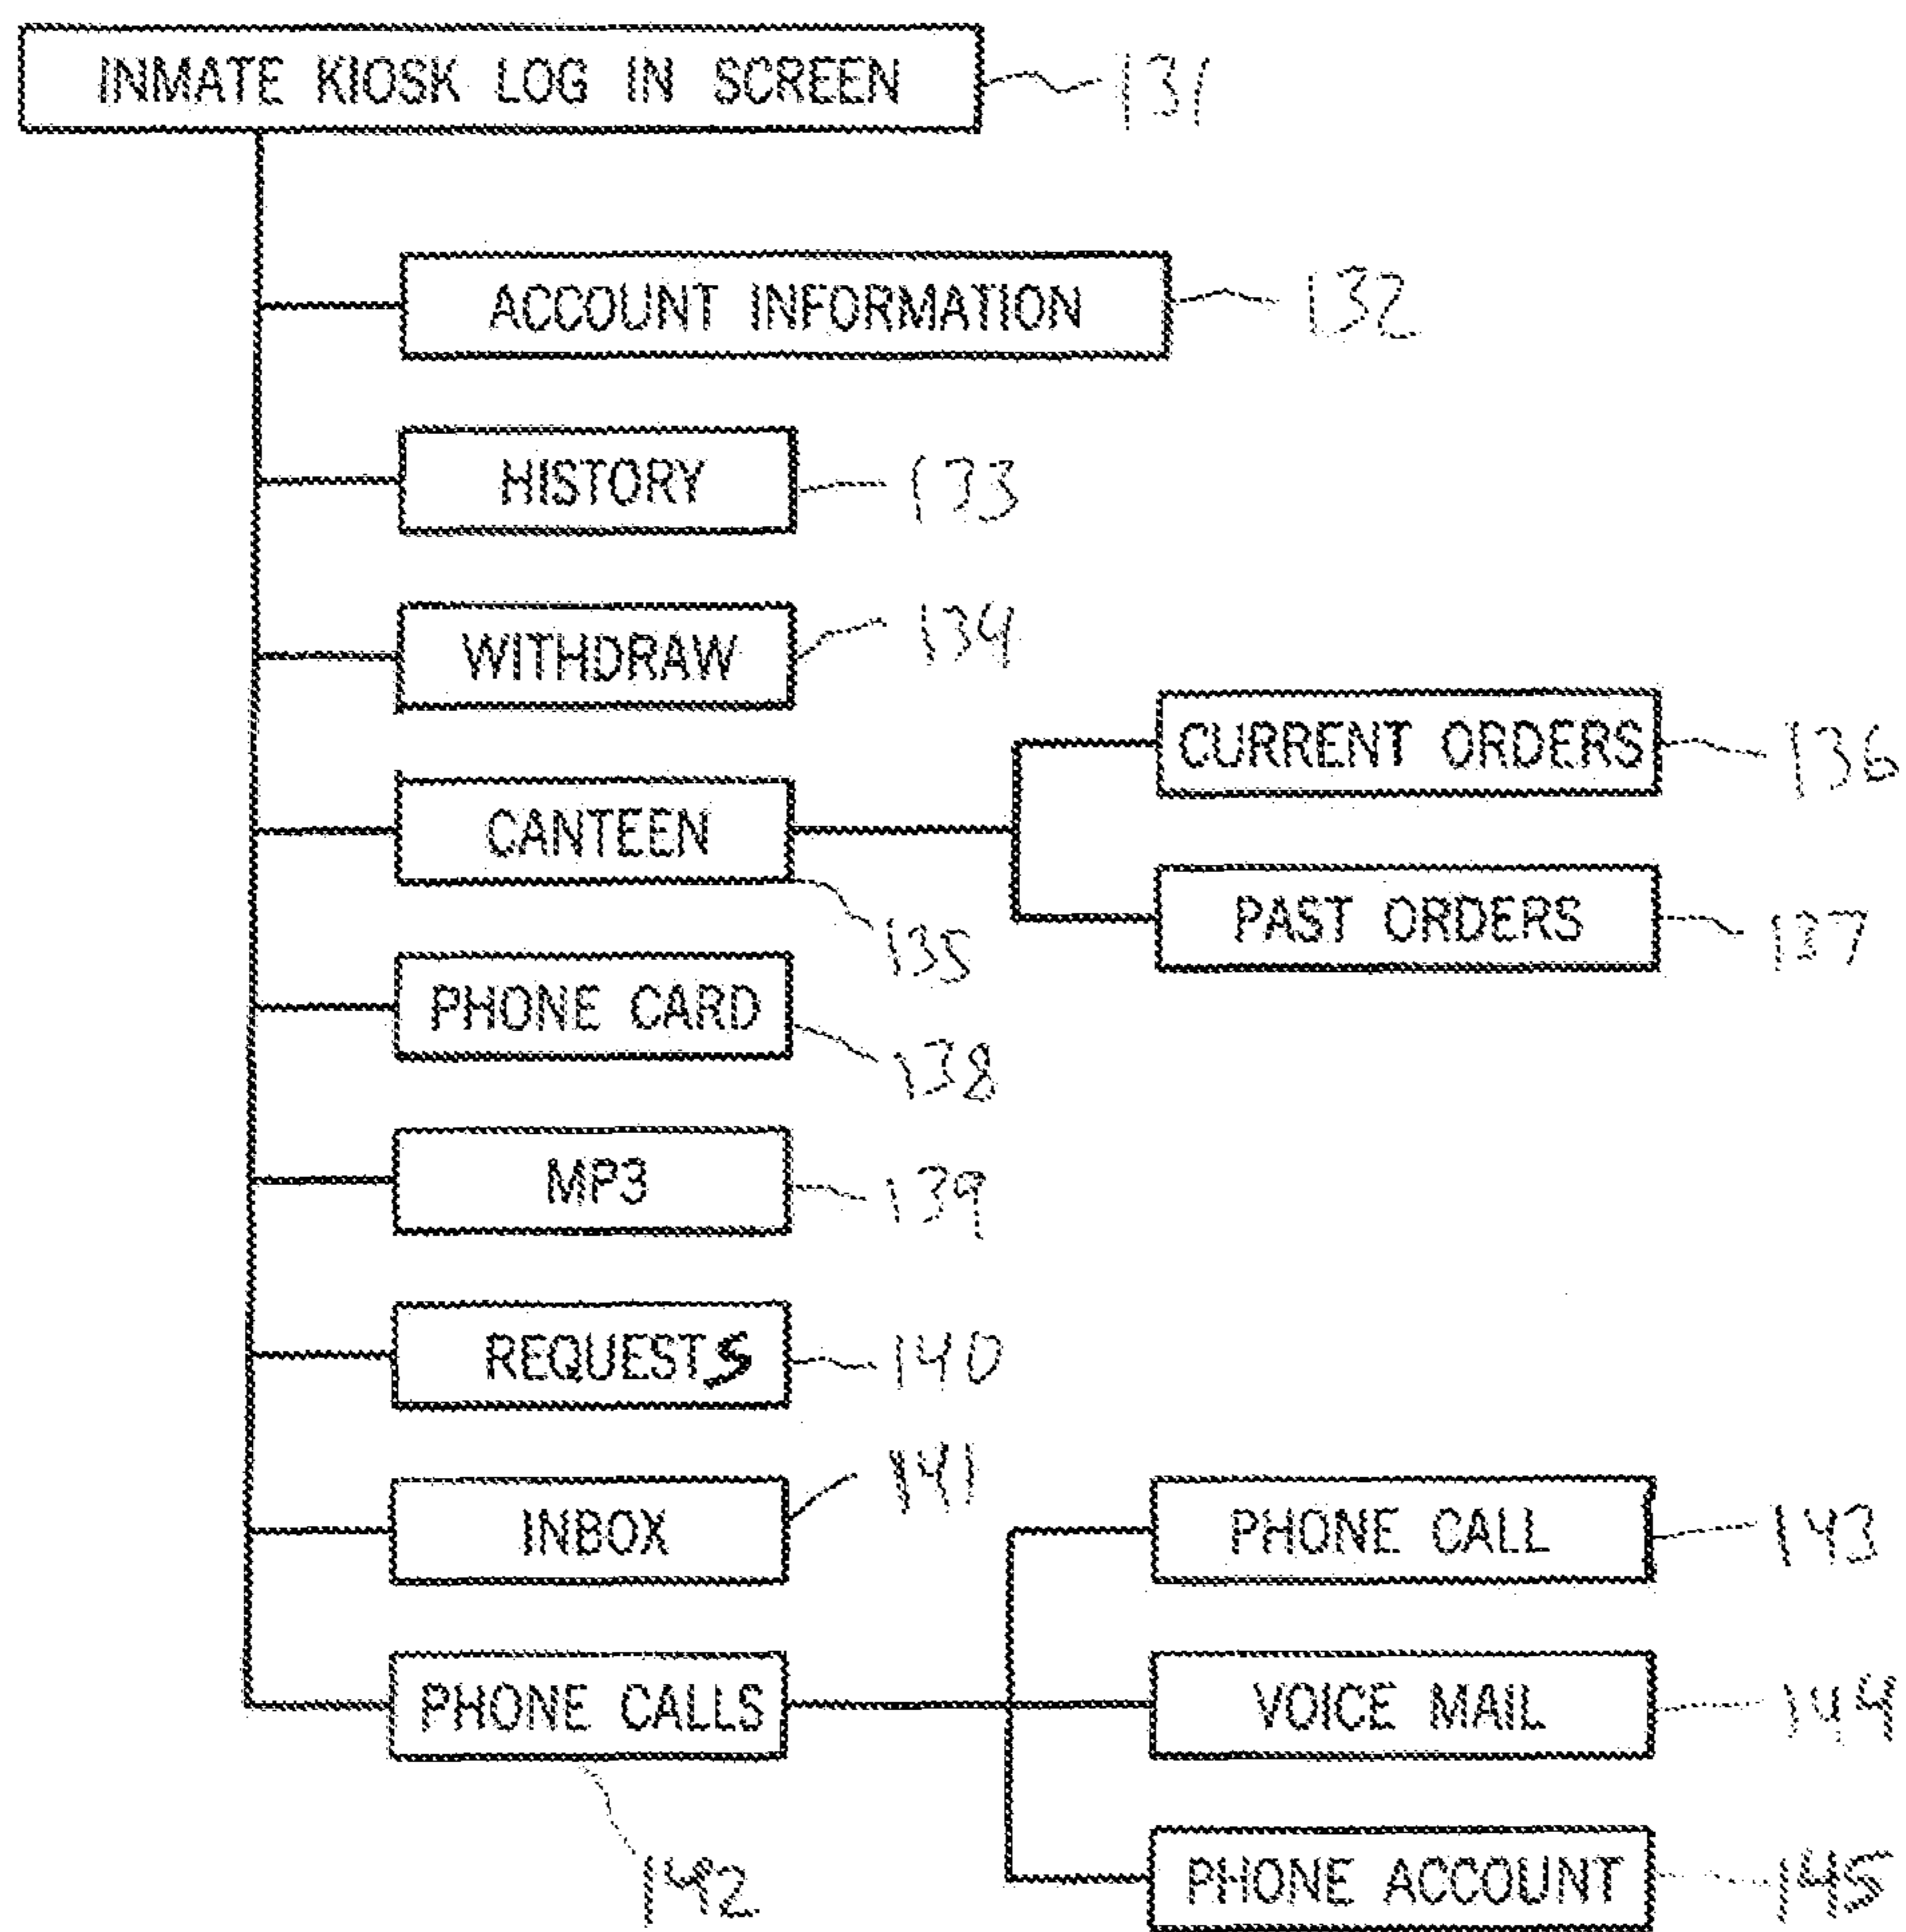 INMATE KIOSK LOG IN SCREEN 131
ACCOUNT INFORMATION 132
HISTORY 133
WITHDRAW 134
CURRENT ORDERS 136
CANTEEN 135
PAST ORDERS 137
PHONE CARD 138
MP3 139
REQUESTS 140
INBOX 141
PHONE CALL 143
PHONE CALLS 142
VOICE MAIL 144
PHONE ACCOUNT 145